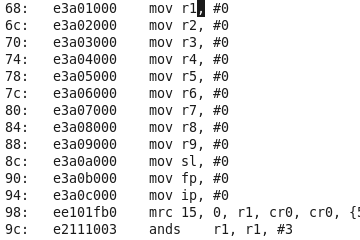 68: e3a01000 mov r1, #0
6c: e3a02000 mov r2, #0
70: e3a03000 mov r3, #0
74: e3a04000 mov r4, #0
78: e3a05000 mov r5, #0
7c: e3a06000 mov r6, #0
80: e3a07000 mov r7, #0
84: e3a08000 mov r8, #0
88: e3a09000 mov r9, #0
8c: e3a0a000 mov sl, #0
90: e3a0b000 mov fp, #0
94: e3a0c000 mov ip, #0
98: ee101fb0 mrc 15, 0, r1, cr0, cr0, {5
9c: e2111003 ands r1, r1, #3